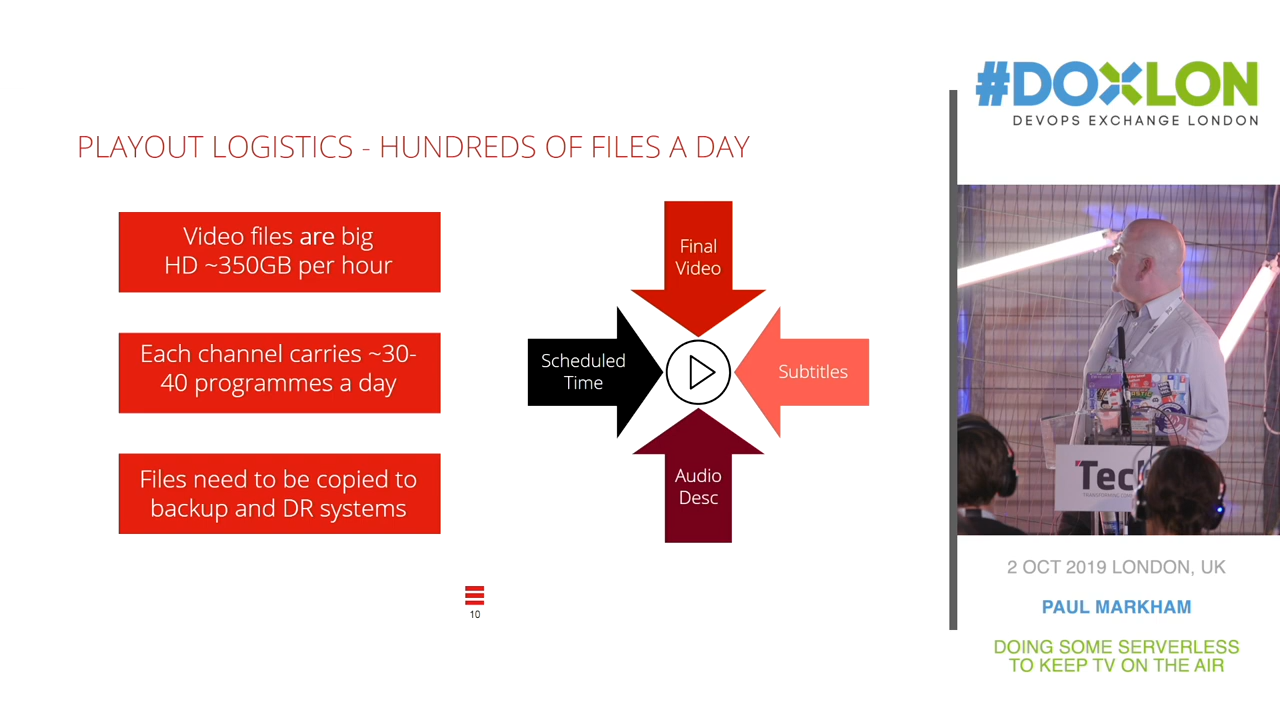 PLAYOUT LOGISTICS - HUNDREDS OF FILES A DAY
Video files are big
HD ~350GB per hour
Each channel carries ~30-
40 programmes a day
Files need to be copied to
backup and DR systems
Final
Video
Scheduled
Time
Subtitles
Audio
Desc
10
#DOXLON
DEVOPS EXCHANGE LONDON
Tech
2 OCT 2019 LONDON, UK
PAUL MARKHAM
DOING SOME SERVERLESS
TO KEEP TV ON THE AIR